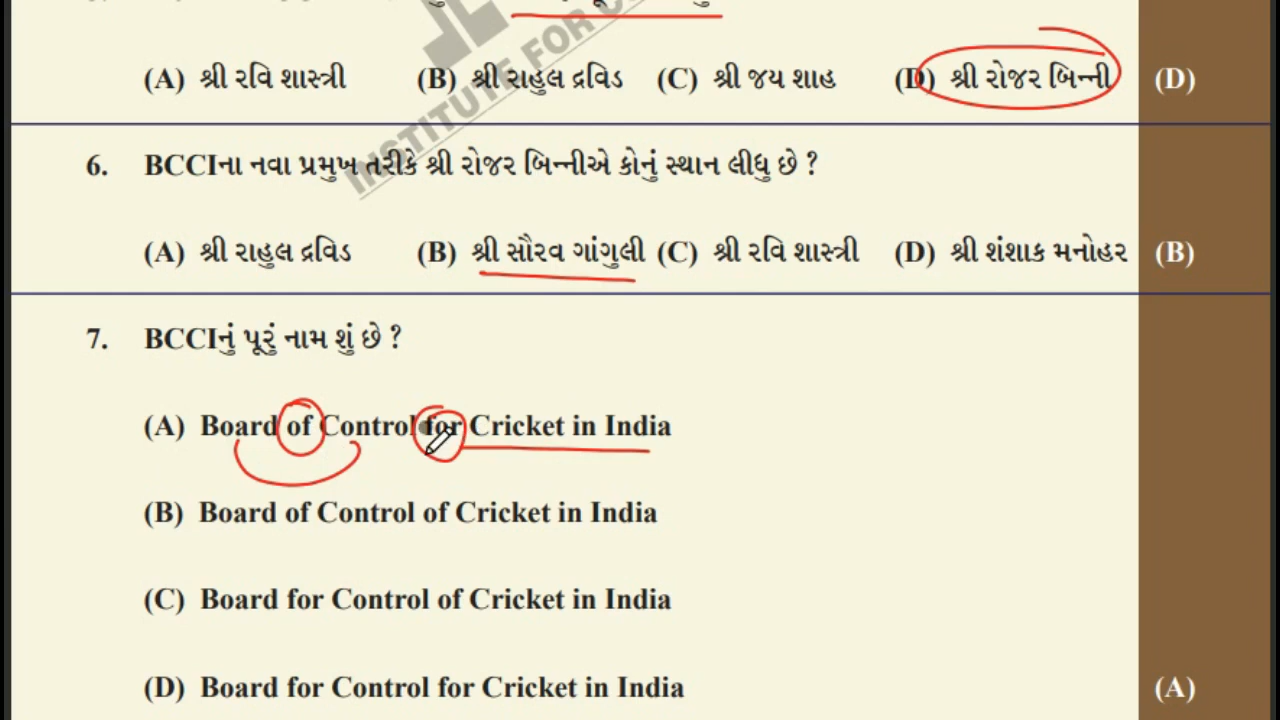 INSTITUTE FOR
(A) શ્રી રવિ શાસ્ત્રી (B) શ્રી રાહુલ દ્રવિડ (C) શ્રી જય શાહ (D) શ્રી રોજર બિન્ની (D)
6. BCCIના નવા પ્રમુખ તરીકે શ્રી રોજર બિન્નીએ કોનું સ્થાન લીધુ છે ?
(A) શ્રી રાહુલ દ્રવિડ (B) શ્રી સૌરવ ગાંગુલી (C) શ્રી રવિ શાસ્ત્રી (D) શ્રી શંશાક મનોહર (B)
7. BCCIનું પૂરું નામ શું છે ?
(A) Board of Control for Cricket in India
(B) Board of Control of Cricket in India
(C) Board for Control of Cricket in India
(D) Board for Control for Cricket in India (A)